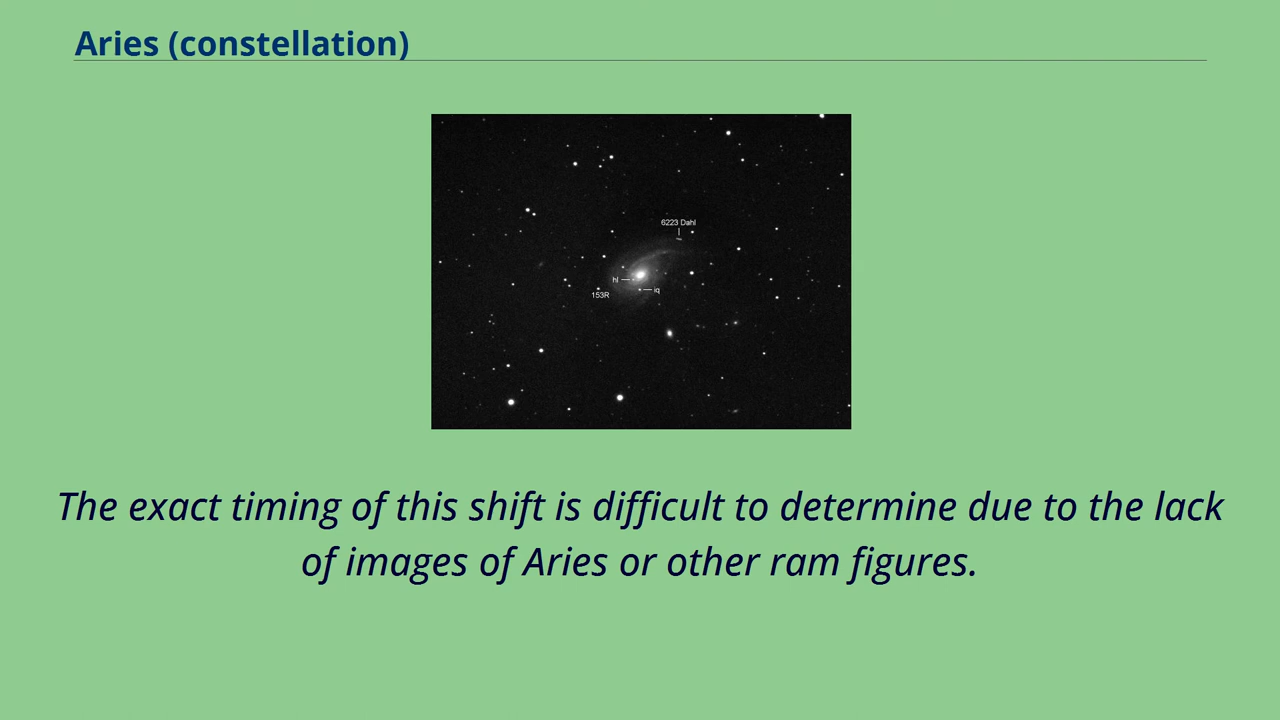 Aries (constellation)
6223 Dahl
hl
iq
153R
The exact timing of this shift is difficult to determine due to the lack
of images of Aries or other ram figures.